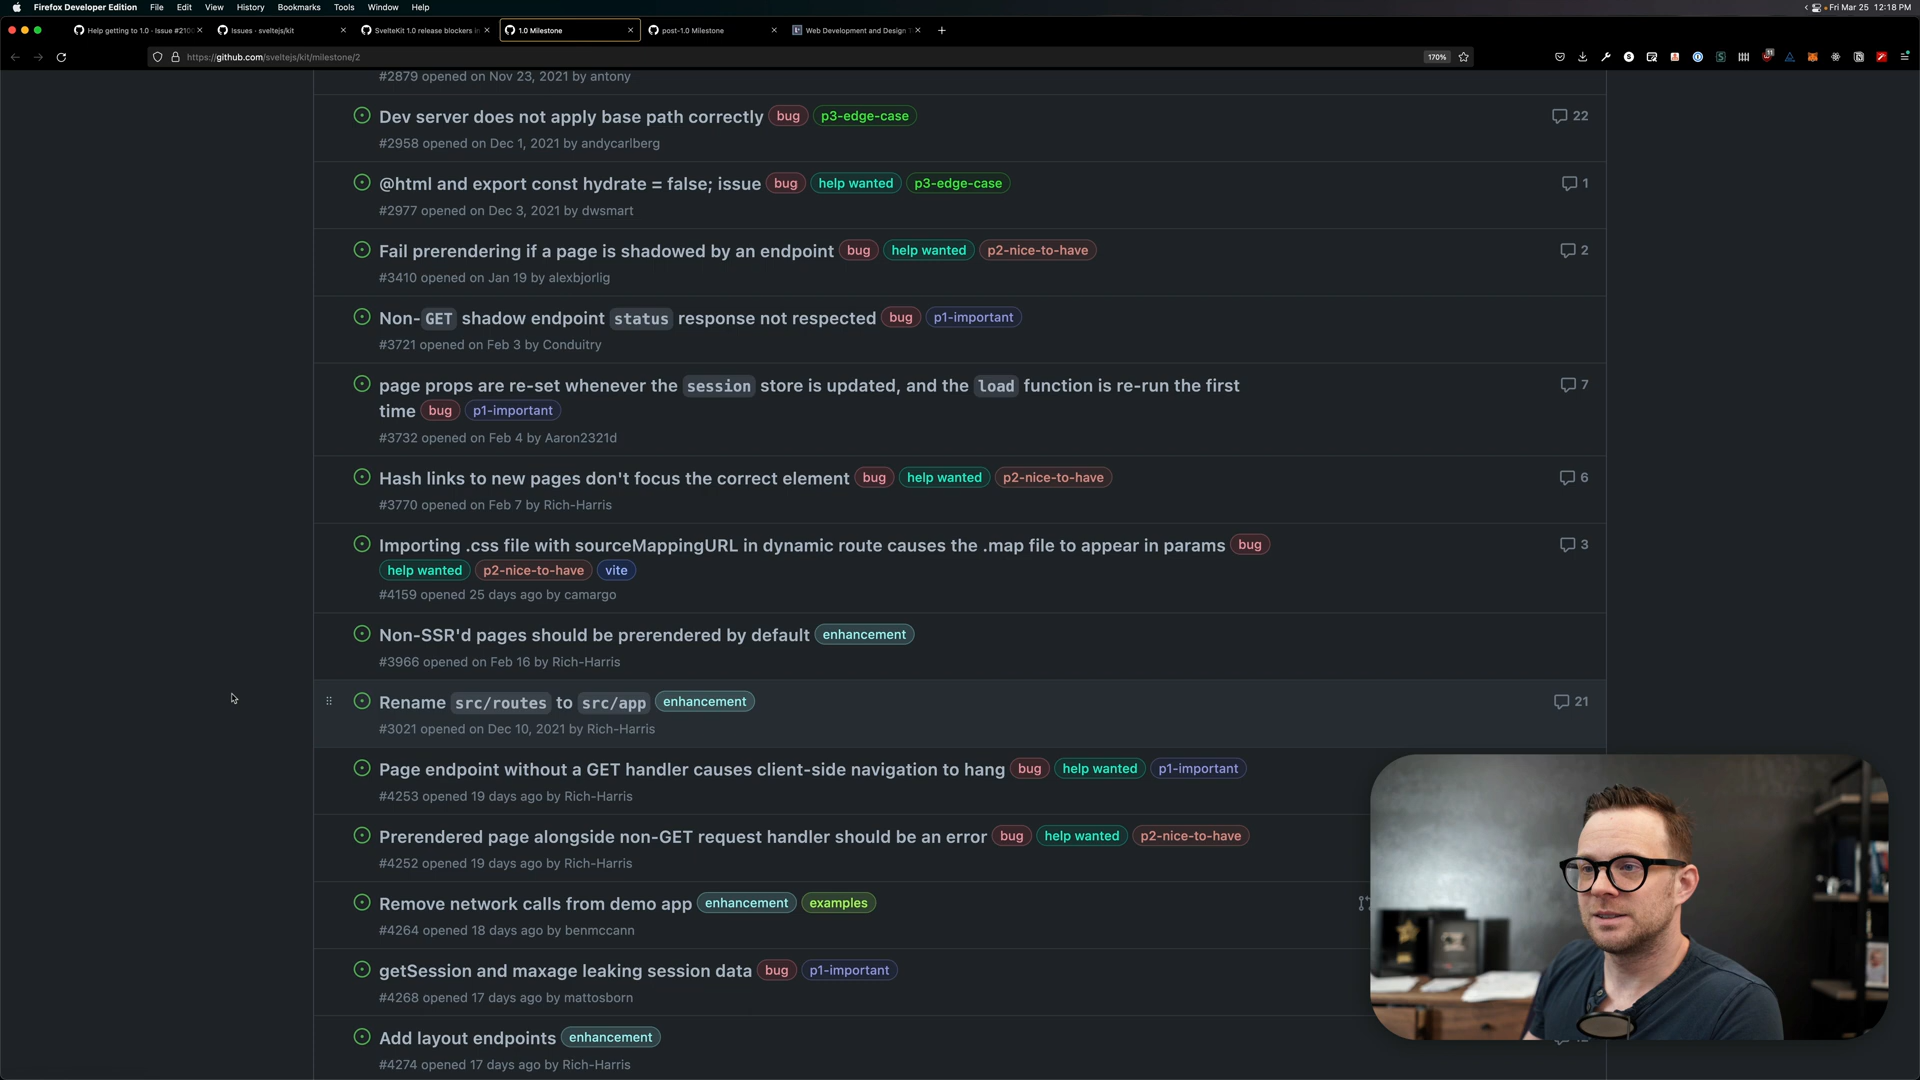 Firefox Developer Edition File Edit View History Bookmarks Tools Window Help Fri Mar 25 12:18 PM
Help getting to 1.0 · Issue #210 Issues · sveltejs/kit SvelteKit 1.0 release blockers 1.0 Milestone post-1.0 Milestone Web Development and Design
https://github.com/sveltejs/kit/milestone/2 170% 11
#2879 opened on Nov 23, 2021 by antony
Dev server does not apply base path correctly bug p3-edge-case 22
#2958 opened on Dec 1, 2021 by andycarlberg
@html and export const hydrate = false; issue bug help wanted p3-edge-case 1
#2977 opened on Dec 3, 2021 by dwsmart
Fail prerendering if a page is shadowed by an endpoint bug help wanted p2-nice-to-have 2
#3410 opened on Jan 19 by alexbjorlig
Non-GET shadow endpoint status response not respected bug p1-important
#3721 opened on Feb 3 by Conduitry
page props are re-set whenever the session store is updated, and the load function is re-run the first 7
time bug p1-important
#3732 opened on Feb 4 by Aaron2321d
Hash links to new pages don't focus the correct element bug help wanted p2-nice-to-have 6
#3770 opened on Feb 7 by Rich-Harris
Importing .css file with sourceMappingURL in dynamic route causes the .map file to appear in params bug 3
help wanted p2-nice-to-have vite
#4159 opened 25 days ago by camargo
Non-SSR'd pages should be prerendered by default enhancement
#3966 opened on Feb 16 by Rich-Harris
Rename src/routes to src/app enhancement 21
#3021 opened on Dec 10, 2021 by Rich-Harris
Page endpoint without a GET handler causes client-side navigation to hang bug help wanted p1-important
#4253 opened 19 days ago by Rich-Harris
Prerendered page alongside non-GET request handler should be an error bug help wanted p2-nice-to-have
#4252 opened 19 days ago by Rich-Harris
Remove network calls from demo app enhancement examples
#4264 opened 18 days ago by benmccann
getSession and maxage leaking session data bug p1-important
#4268 opened 17 days ago by mattosborn
Add layout endpoints enhancement
#4274 opened 17 days ago by Rich-Harris